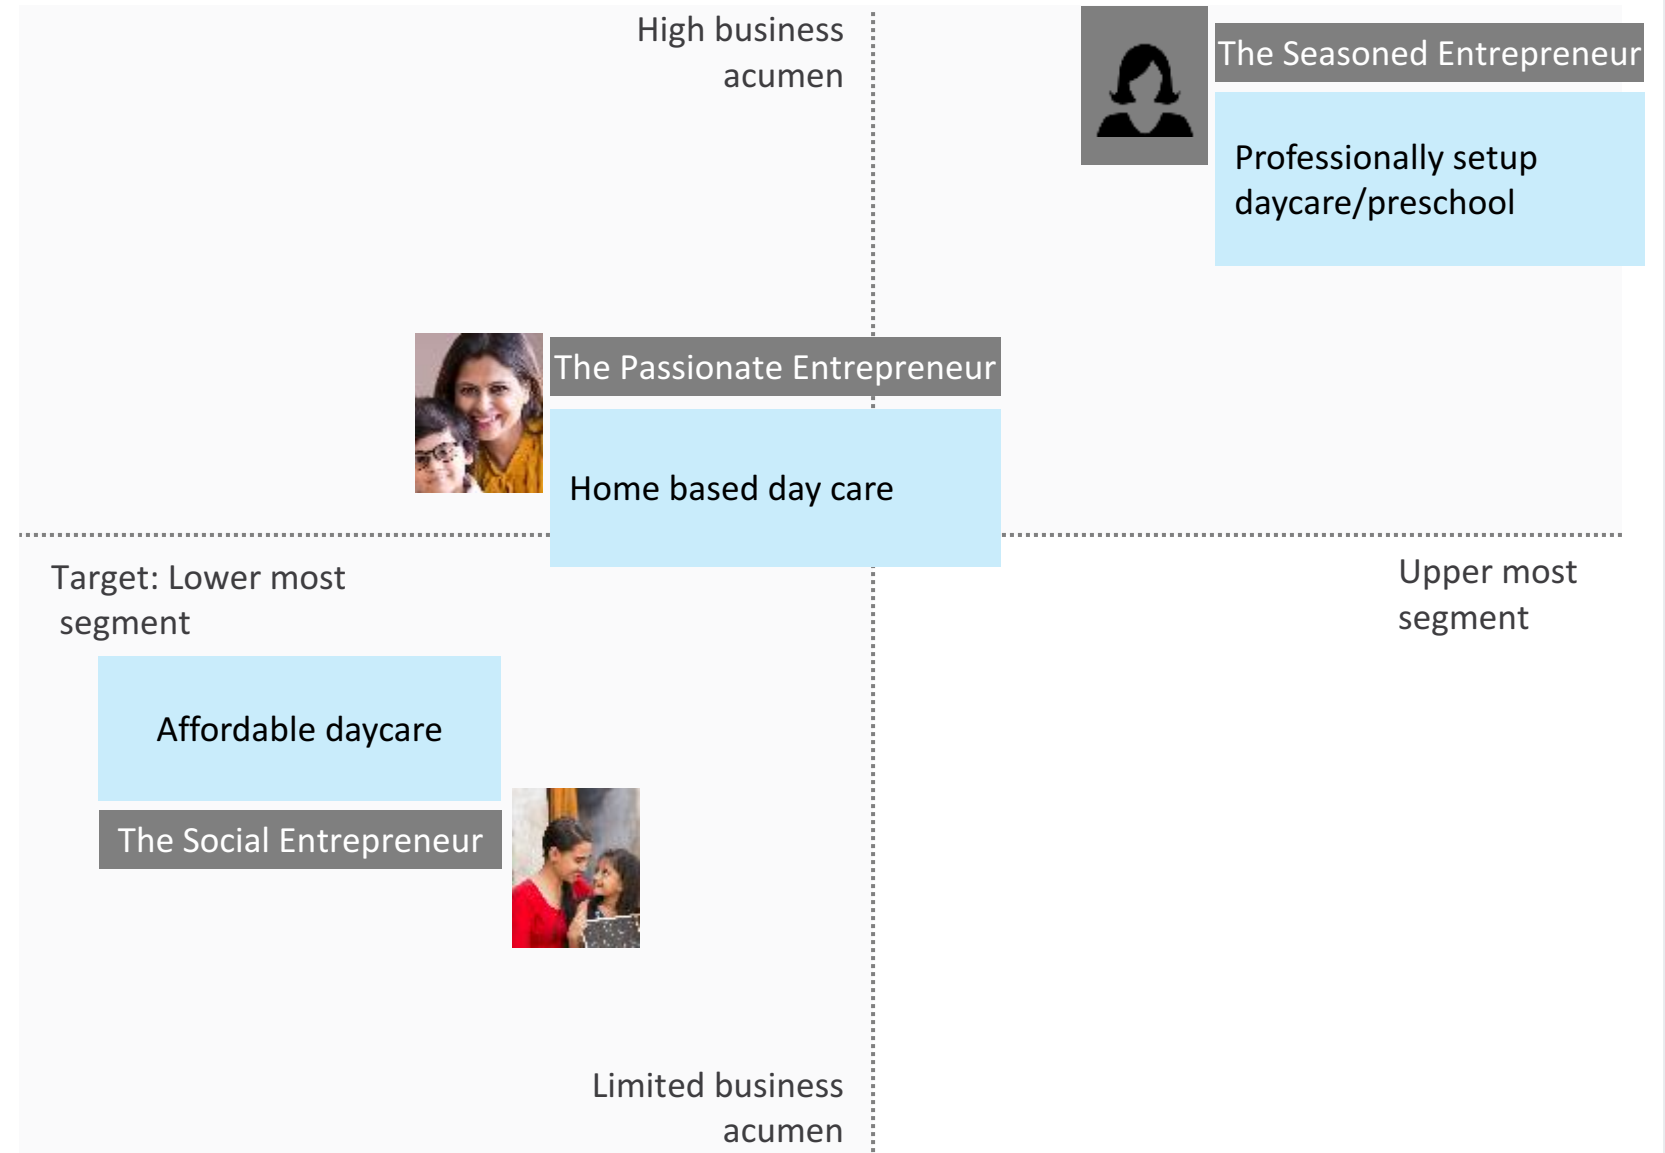 High business
acumen
The Seasoned Entrepreneur
Professionally setup
daycare/preschool
The Passionate Entrepreneur
Home based day care
Target: Lower most
segment
Upper most
segment
Affordable daycare
The Social Entrepreneur
Limited business
acumen